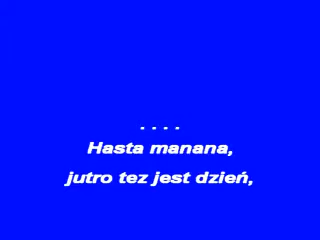 . . . .
Hasta manana,
jutro tez jest dzień,